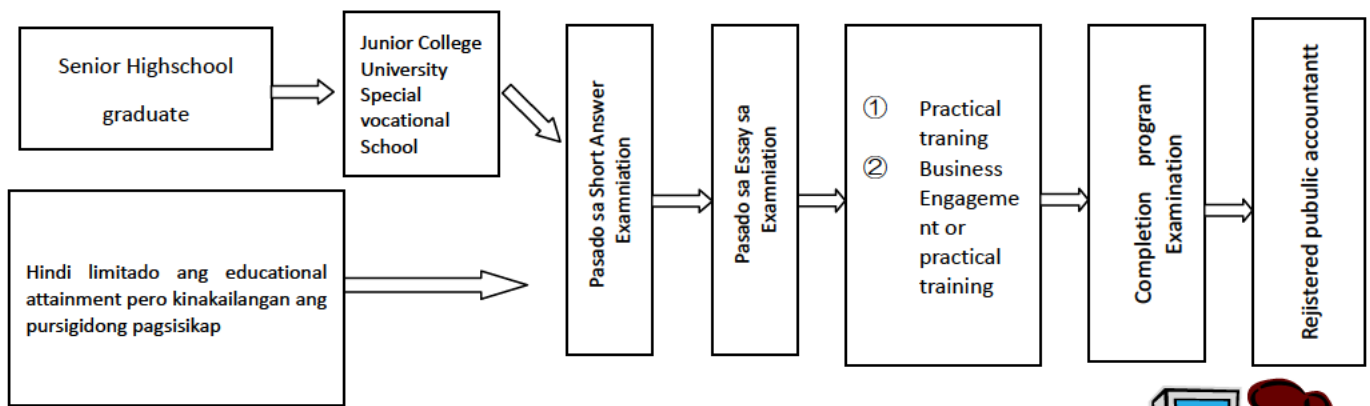 Senior Highschool
graduate
Junior College
University
Special
vocational
School
Hindi limitado ang educational
attainment pero kinakailangan ang
pursigidong pagsisikap
Pasado sa Short Answer
Examniation
Pasado sa Essay sa
Examniation
① Practical
traning
② Business
Engageme
nt or
practical
training
Completion program
Examination
Rejistered pubulic accountantt